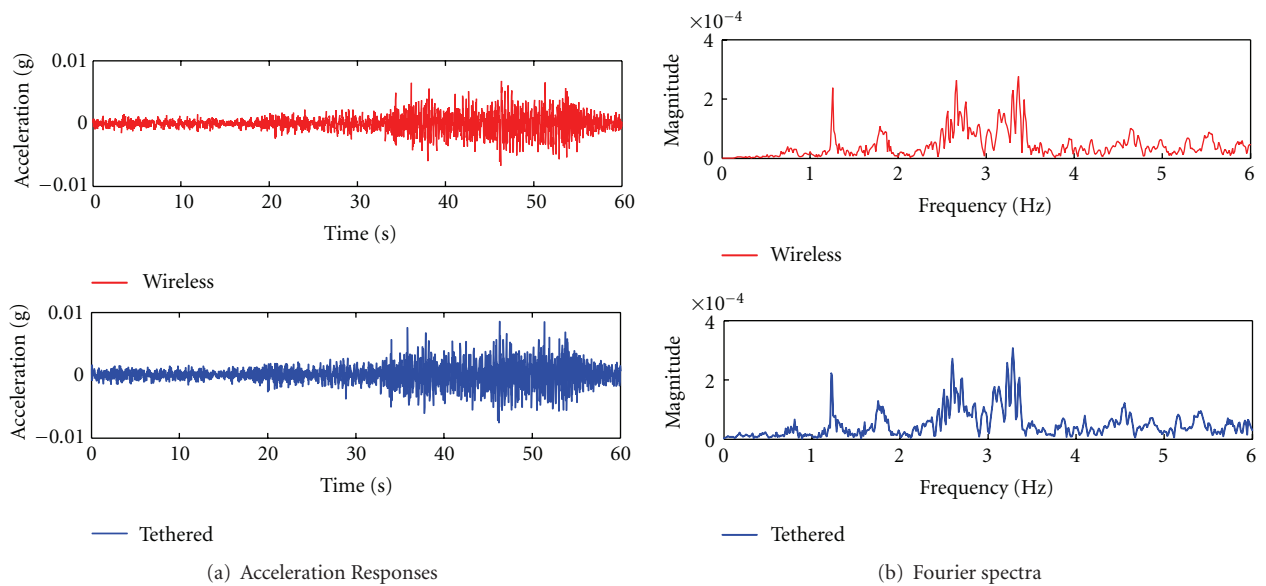 0.01
0
−0.01
Acceleration (g)
0 10 20 30 40 50 60
Time (s)
Wireless
0.01
0
−0.01
Acceleration (g)
0 10 20 30 40 50 60
Time (s)
Tethered
(a) Acceleration Responses
×10−4
4
2
0
Magnitude
0 1 2 3 4 5 6
Frequency (Hz)
Wireless
×10−4
4
2
0
Magnitude
0 1 2 3 4 5 6
Frequency (Hz)
Tethered
(b) Fourier spectra